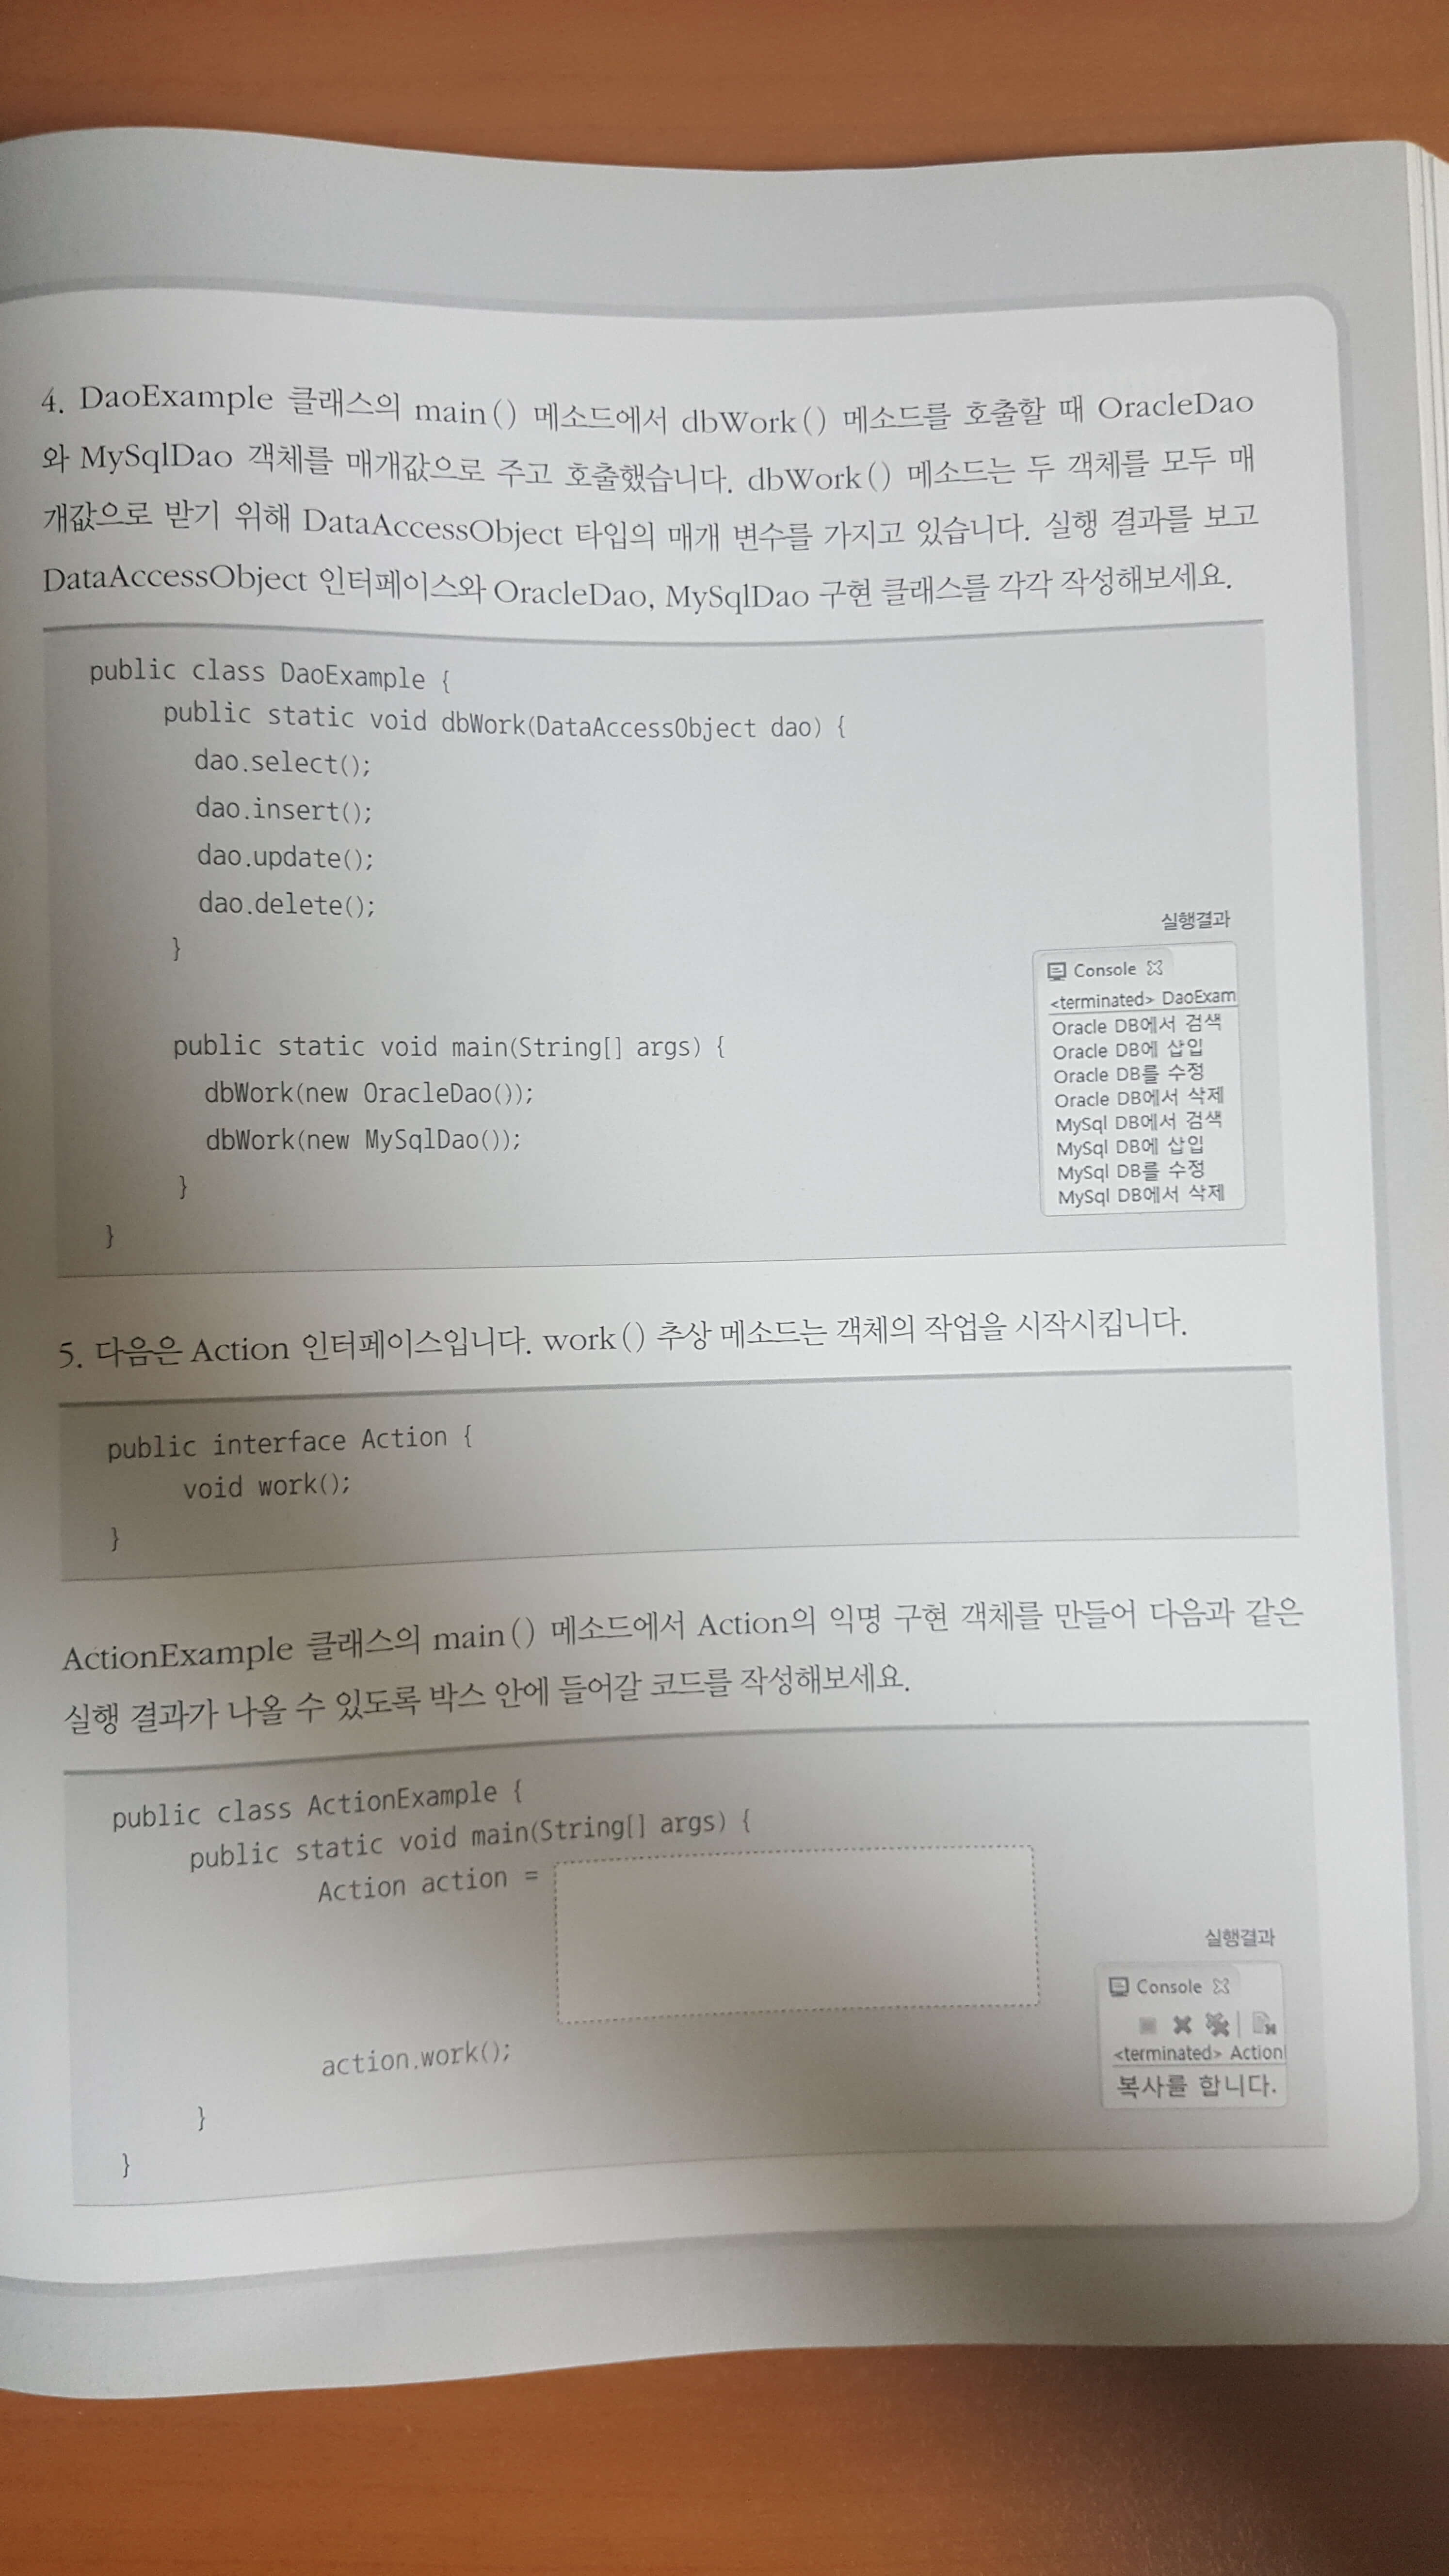 4. DaoExample 클래스의 main() 메소드에서 dbWork() 메소드를 호출할 때 OracleDao
와 MySqlDao 객체를 매개값으로 주고 호출했습니다. dbWork() 메소드는 두 객체를 모두 매
개값으로 받기 위해 DataAccessObject 타입의 매개 변수를 가지고 있습니다. 실행 결과를 보고
DataAccessObject 인터페이스와 OracleDao, MySqlDao 구현 클래스를 각각 작성해보세요.
public class DaoExample {
public static void dbWork(DataAccessObject dao) {
dao.select();
dao.insert();
dao.update();
dao.delete();
}
public static void main(String[] args) {
dbWork(new OracleDao());
dbWork(new MySqlDao());
}
}
실행결과
Console
<terminated> DaoExam
Oracle DB에서 검색
Oracle DB에 삽입
Oracle DB를 수정
Oracle DB에서 삭제
MySql DB에서 검색
MySql DB에 삽입
MySql DB를 수정
MySql DB에서 삭제
5. 다음은 Action 인터페이스입니다. work() 추상 메소드는 객체의 작업을 시작시킵니다.
public interface Action {
void work();
}
ActionExample 클래스의 main() 메소드에서 Action의 익명 구현 객체를 만들어 다음과 같은
실행 결과가 나올 수 있도록 박스 안에 들어갈 코드를 작성해보세요.
public class ActionExample {
public static void main(String[] args) {
Action action =
action.work();
}
}
실행결과
Console
<terminated> Action
복사를 합니다.